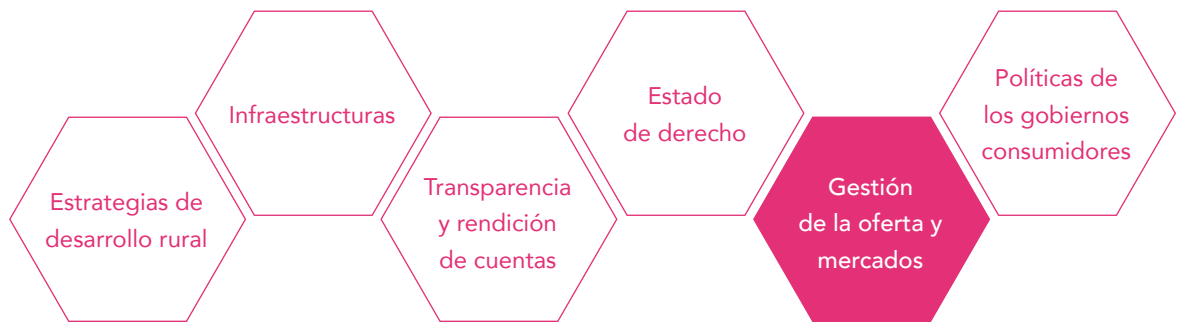 Estrategias de
desarrollo rural
Infraestructuras
Transparencia
y rendición
de cuentas
Estado
de derecho
Gestión
de la oferta y
mercados
Políticas de
los gobiernos
consumidores